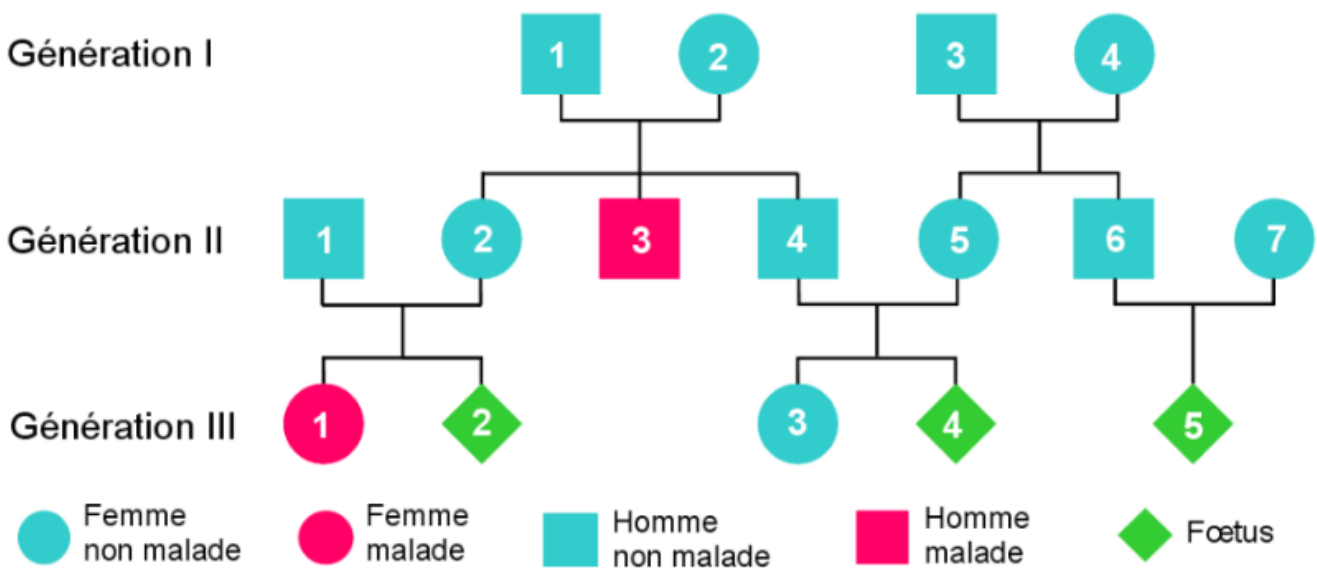 Génération I
1 2 3 4
Génération II
1 2 3 4 5 6 7
Génération III
1 2 3 4 5
Femme non malade
Femme malade
Homme non malade
Homme malade
Fœtus